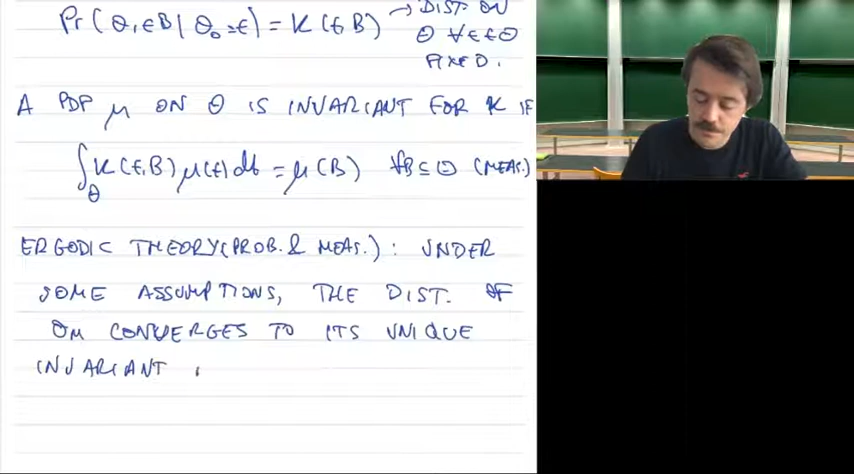 Pr(θ₁∈B|θ₀=t) = K(t,B) → DIST. ON
Θ ∀t∈Θ
FIXED.
A PDF μ ON Θ IS INVARIANT FOR K IF
∫_Θ K(t,B) μ(t) dt = μ(B) ∀B⊆Θ (MEAS.)
ERGODIC THEORY (PROB. & MEAS.): UNDER
SOME ASSUMPTIONS, THE DIST. OF
θₘ CONVERGES TO ITS UNIQUE
INVARIANT